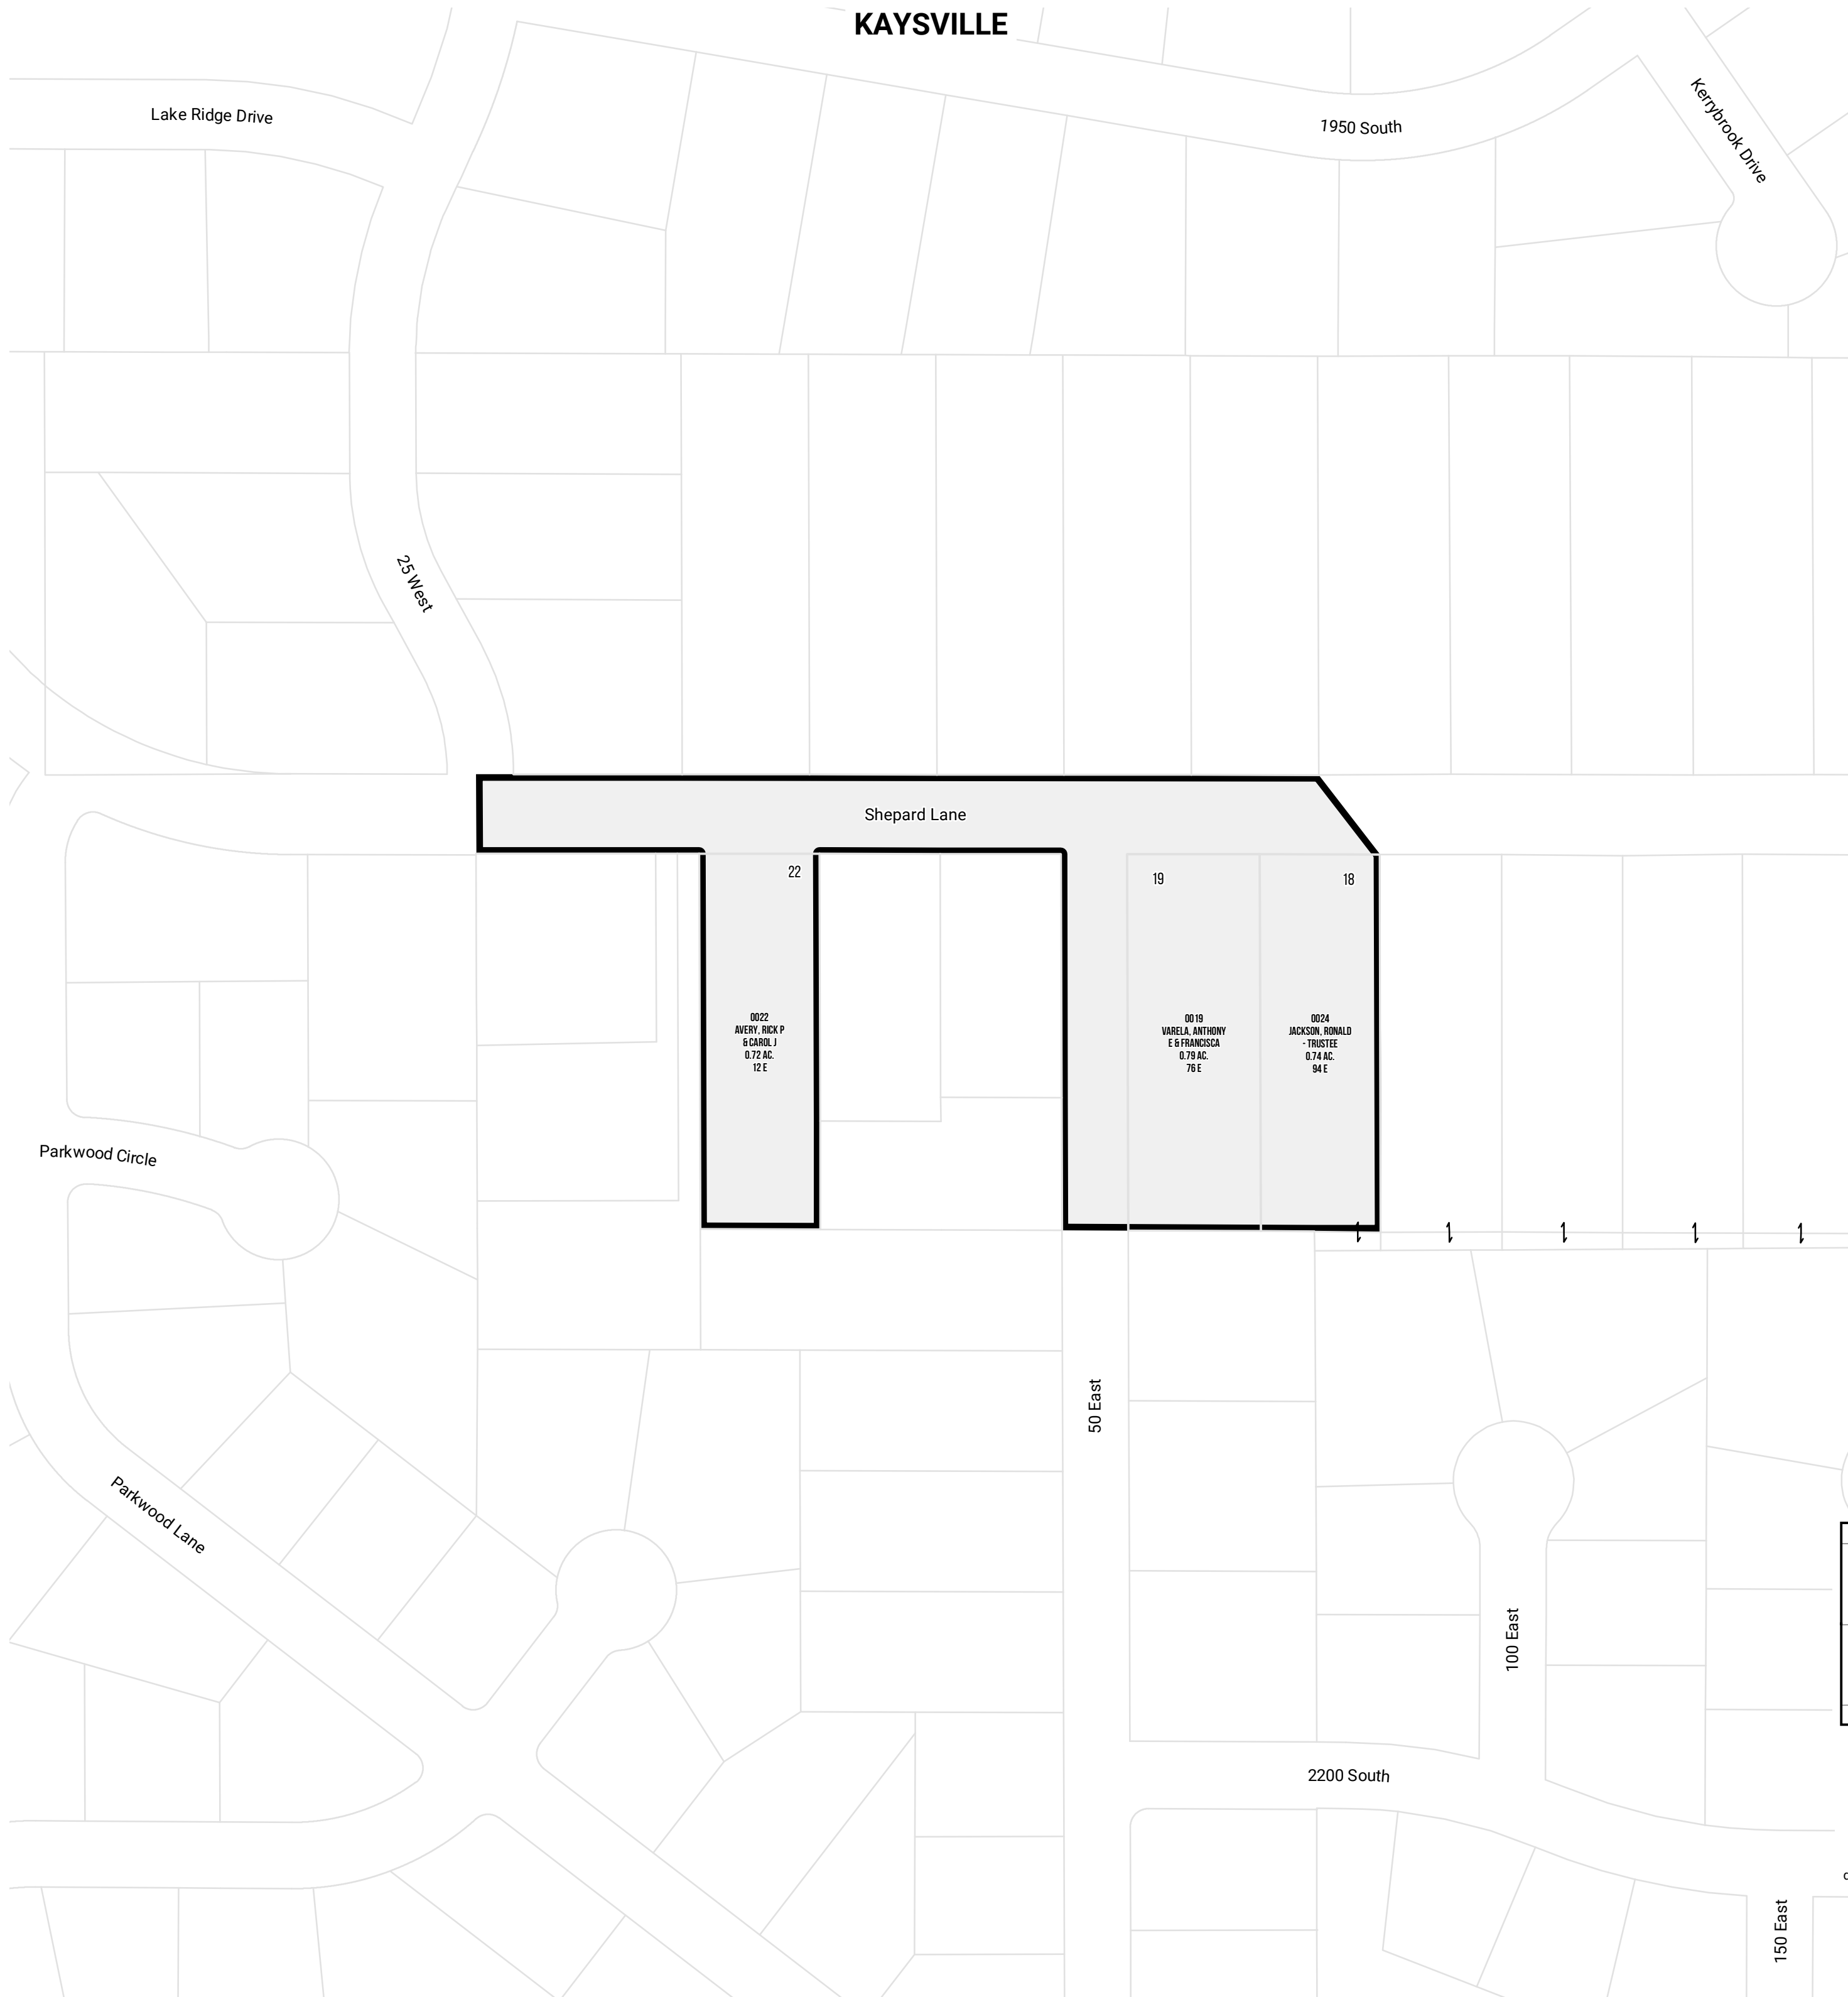 KAYSVILLE
Lake Ridge Drive
1950 South
Kerrybrook Drive
25 West
Shepard Lane
22
19
18
0022
AVERY, RICK P
& CAROL J
0.72 AC.
12 E
0019
VARELA, ANTHONY
E & FRANCISCA
0.79 AC.
76 E
0024
JACKSON, RONALD
- TRUSTEE
0.74 AC.
94 E
Parkwood Circle
50 East
Parkwood Lane
100 East
2200 South
150 East